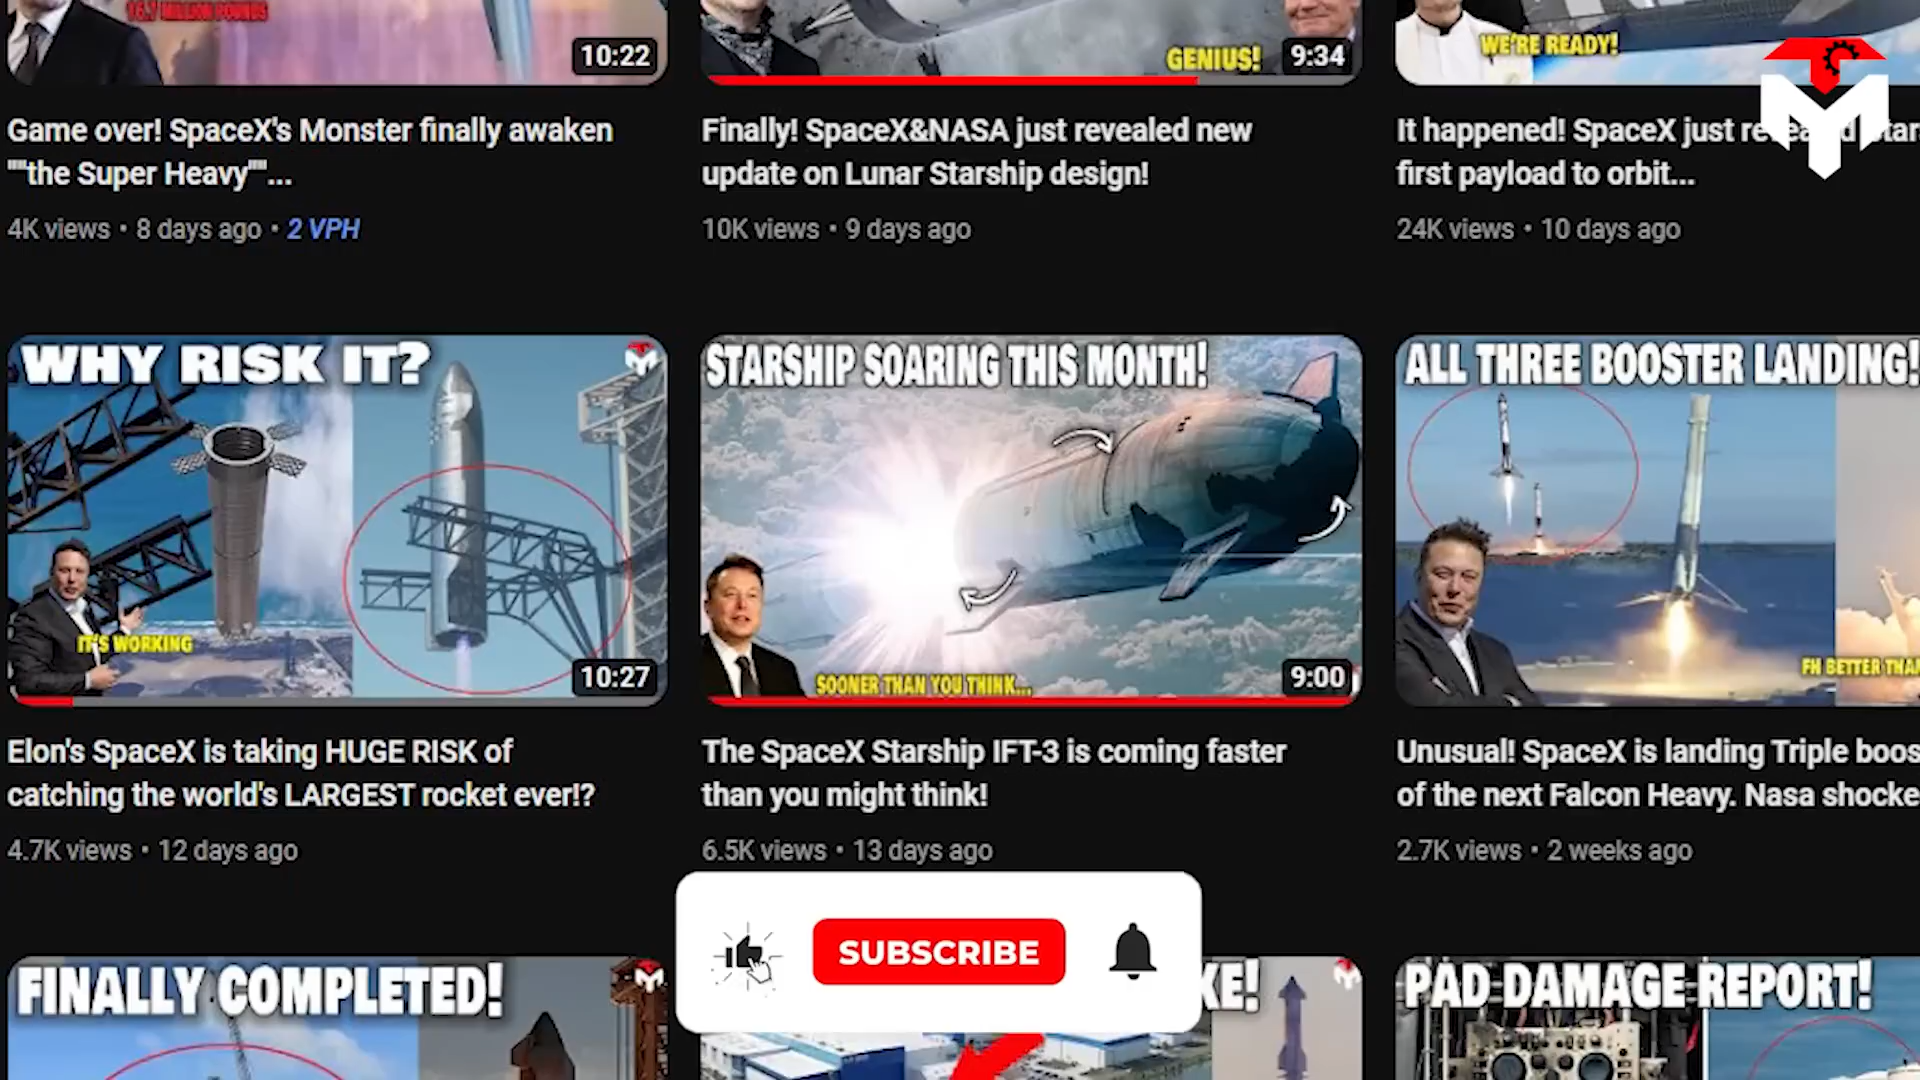 16.7 MILLION POUNDS
10:22
GENIUS!
9:34
WE'RE READY!
Game over! SpaceX's Monster finally awaken
""the Super Heavy""...
4K views • 8 days ago • 2 VPH
Finally! SpaceX&NASA just revealed new
update on Lunar Starship design!
10K views • 9 days ago
It happened! SpaceX just
first payload to orbit...
24K views • 10 days ago
WHY RISK IT?
IT'S WORKING
10:27
STARSHIP SOARING THIS MONTH!
SOONER THAN YOU THINK...
9:00
ALL THREE BOOSTER LANDING!
FH BETTER THAN
Elon's SpaceX is taking HUGE RISK of
catching the world's LARGEST rocket ever!?
4.7K views • 12 days ago
The SpaceX Starship IFT-3 is coming faster
than you might think!
6.5K views • 13 days ago
Unusual! SpaceX is landing Triple boos
of the next Falcon Heavy. Nasa shocke
2.7K views • 2 weeks ago
SUBSCRIBE
FINALLY COMPLETED!
KE!
PAD DAMAGE REPORT!